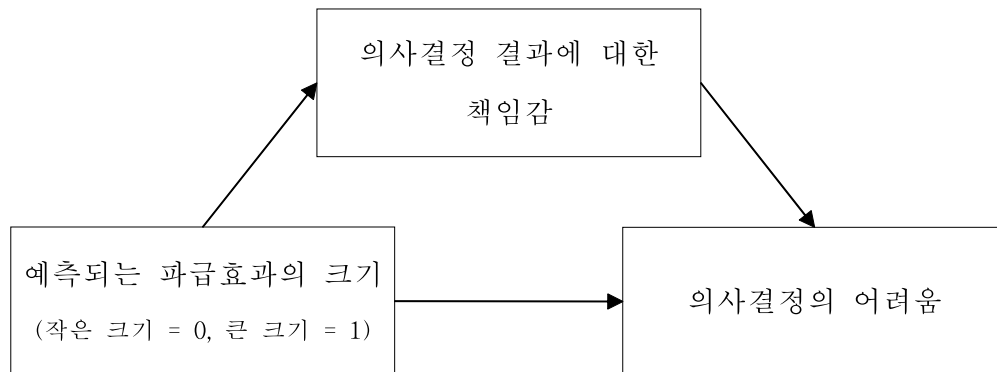 의사결정 결과에 대한
책임감
예측되는 파급효과의 크기
(작은 크기 = 0, 큰 크기 = 1)
의사결정의 어려움